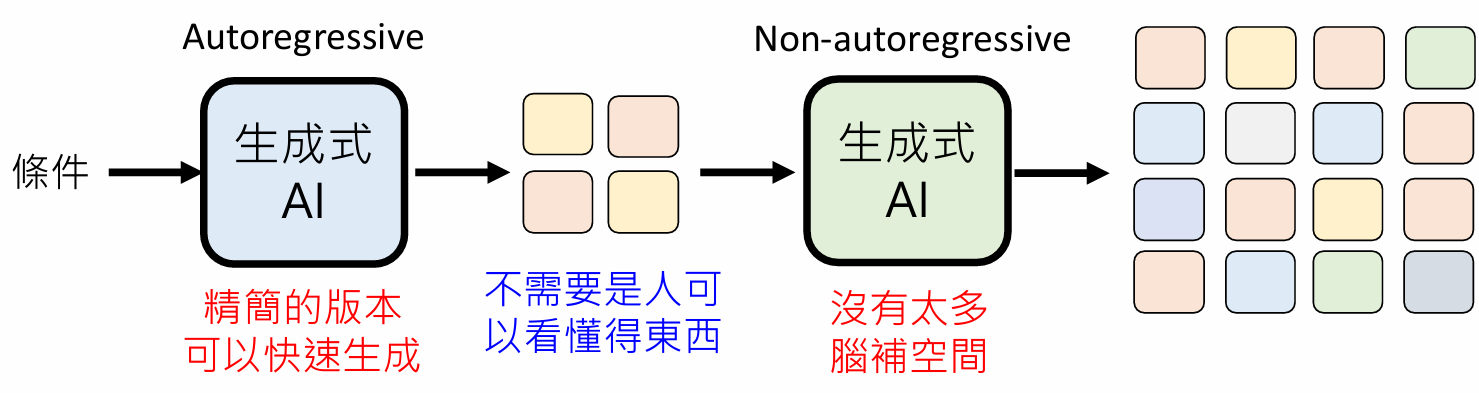 Autoregressive
Non-autoregressive
條件
生成式
AI
生成式
AI
精簡的版本
可以快速生成
不需要是人可
以看懂得東西
沒有太多
腦補空間